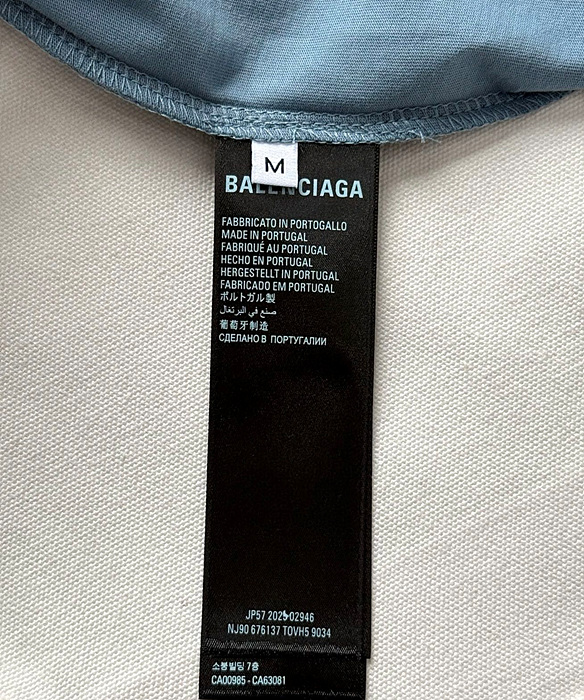 M
BALENCIAGA
FABBRICATO IN PORTOGALLO
MADE IN PORTUGAL
FABRIQUÉ AU PORTUGAL
HECHO EN PORTUGAL
HERGESTELLT IN PORTUGAL
FABRICADO EM PORTUGAL
ポルトガル製
صنع في البرتغال
葡萄牙制造
СДЕЛАНО В ПОРТУГАЛИИ
JP57 2025-02946
NJ90 676137 TOVH5 9034
소봉빌딩 7층
CA00985 - CA63081